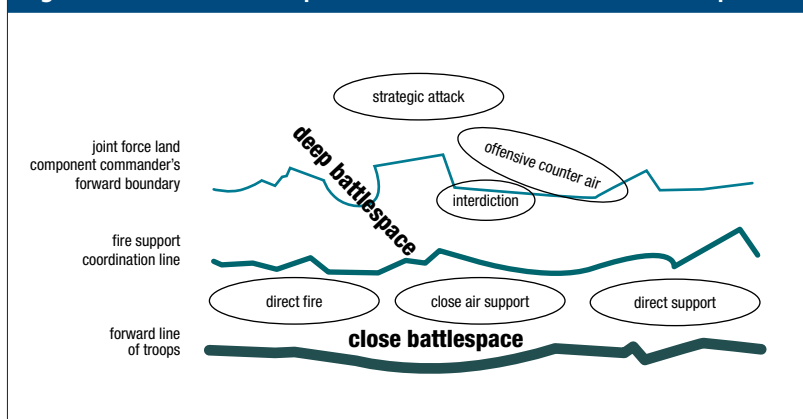 strategic attack
deep battlespace
offensive counter air
joint force land
component commander's
forward boundary
interdiction
fire support
coordination line
direct fire
close air support
direct support
forward line
of troops
close battlespace